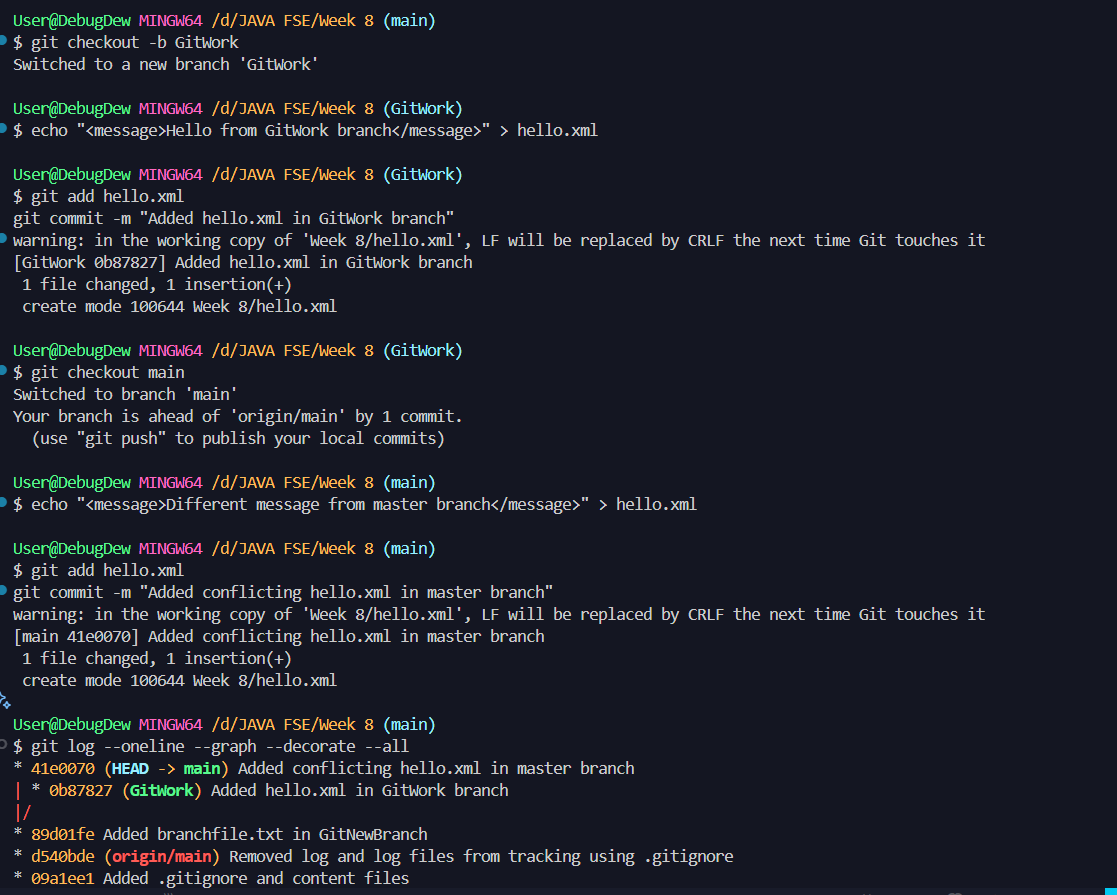 User@DebugDew MINGW64 /d/JAVA FSE/Week 8 (main)
$ git checkout -b GitWork
Switched to a new branch 'GitWork'
User@DebugDew MINGW64 /d/JAVA FSE/Week 8 (GitWork)
$ echo "<message>Hello from GitWork branch</message>" > hello.xml
User@DebugDew MINGW64 /d/JAVA FSE/Week 8 (GitWork)
$ git add hello.xml
git commit -m "Added hello.xml in GitWork branch"
warning: in the working copy of 'Week 8/hello.xml', LF will be replaced by CRLF the next time Git touches it
[GitWork 0b87827] Added hello.xml in GitWork branch
 1 file changed, 1 insertion(+)
 create mode 100644 Week 8/hello.xml
User@DebugDew MINGW64 /d/JAVA FSE/Week 8 (GitWork)
$ git checkout main
Switched to branch 'main'
Your branch is ahead of 'origin/main' by 1 commit.
  (use "git push" to publish your local commits)
User@DebugDew MINGW64 /d/JAVA FSE/Week 8 (main)
$ echo "<message>Different message from master branch</message>" > hello.xml
User@DebugDew MINGW64 /d/JAVA FSE/Week 8 (main)
$ git add hello.xml
git commit -m "Added conflicting hello.xml in master branch"
warning: in the working copy of 'Week 8/hello.xml', LF will be replaced by CRLF the next time Git touches it
[main 41e0070] Added conflicting hello.xml in master branch
 1 file changed, 1 insertion(+)
 create mode 100644 Week 8/hello.xml
User@DebugDew MINGW64 /d/JAVA FSE/Week 8 (main)
$ git log --oneline --graph --decorate --all
* 41e0070 (HEAD -> main) Added conflicting hello.xml in master branch
| * 0b87827 (GitWork) Added hello.xml in GitWork branch
|/
* 89d01fe Added branchfile.txt in GitNewBranch
* d540bde (origin/main) Removed log and log files from tracking using .gitignore
* 09a1ee1 Added .gitignore and content files